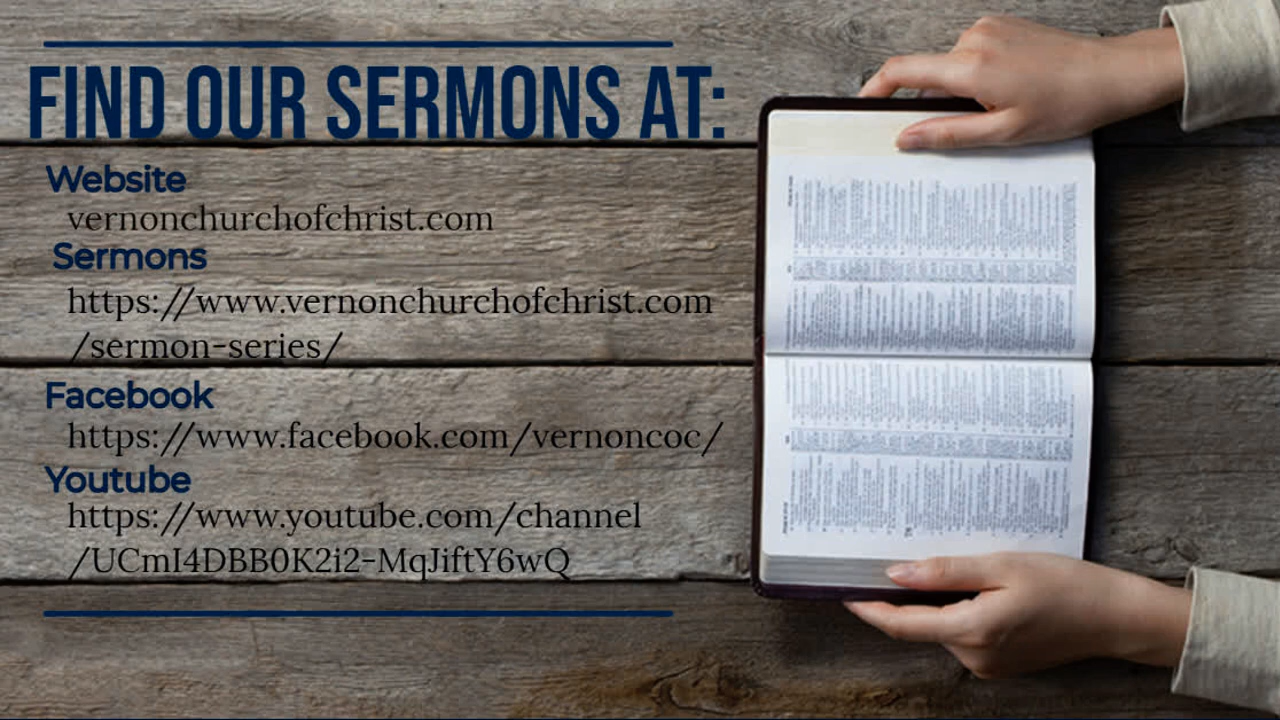 FIND OUR SERMONS AT:
Website
vernonchurchofchrist.com
Sermons
https://www.vernonchurchofchrist.com
/sermon-series/
Facebook
https://www.facebook.com/vernoncoc/
Youtube
https://www.youtube.com/channel
/UCmI4DBB0K2i2-MqJiftY6wQ